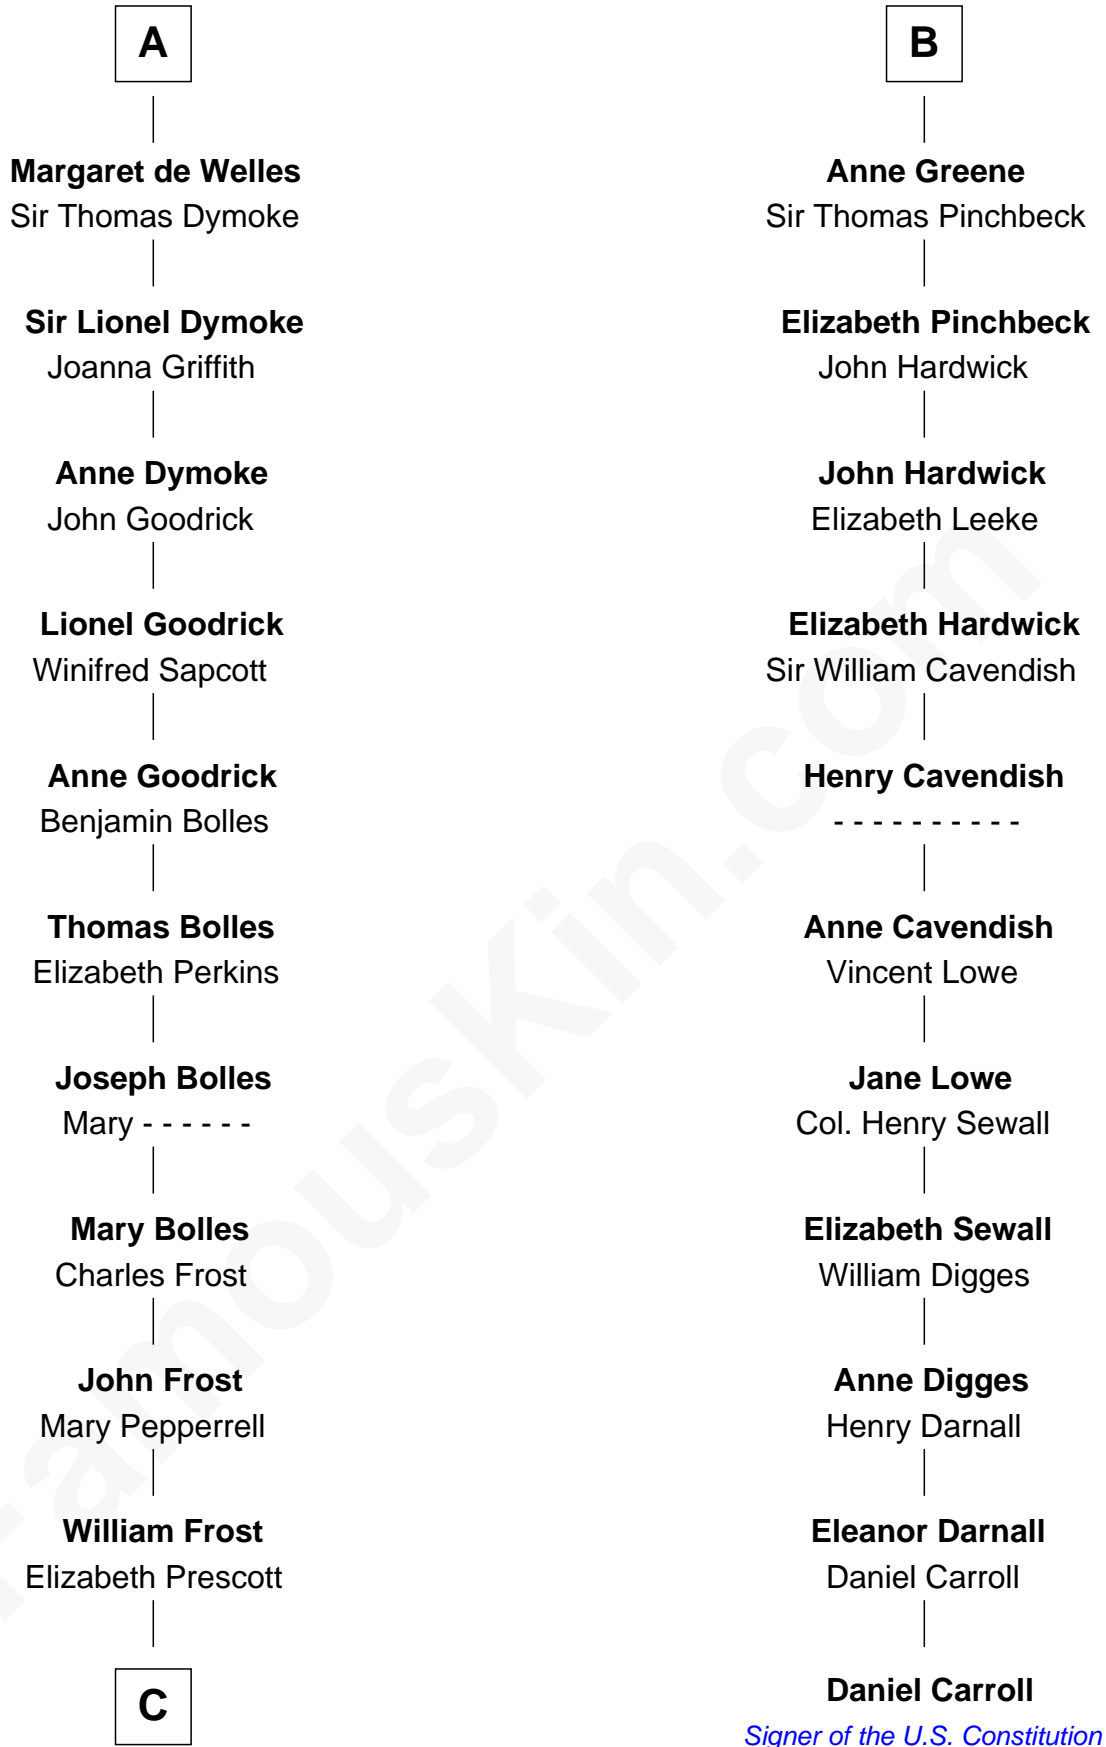 A
Margaret de Welles
Sir Thomas Dymoke
Sir Lionel Dymoke
Joanna Griffith
Anne Dymoke
John Goodrick
Lionel Goodrick
Winifred Sapcott
Anne Goodrick
Benjamin Bolles
Thomas Bolles
Elizabeth Perkins
Joseph Bolles
Mary - - - - - -
Mary Bolles
Charles Frost
John Frost
Mary Pepperrell
William Frost
Elizabeth Prescott
C
B
Anne Greene
Sir Thomas Pinchbeck
Elizabeth Pinchbeck
John Hardwick
John Hardwick
Elizabeth Leeke
Elizabeth Hardwick
Sir William Cavendish
Henry Cavendish
- - - - - - - - - -
Anne Cavendish
Vincent Lowe
Jane Lowe
Col. Henry Sewall
Elizabeth Sewall
William Digges
Anne Digges
Henry Darnall
Eleanor Darnall
Daniel Carroll
Daniel Carroll
Signer of the U.S. Constitution
FamousKin.com